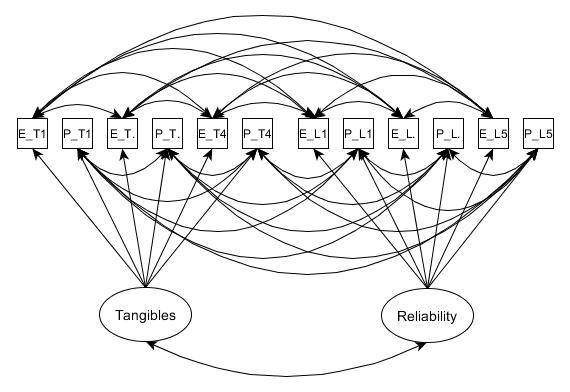 E_T1 P_T1 E_T. P_T. E_T4 P_T4 E_L1 P_L1 E_L. P_L. E_L5 P_L5
Tangibles Reliability